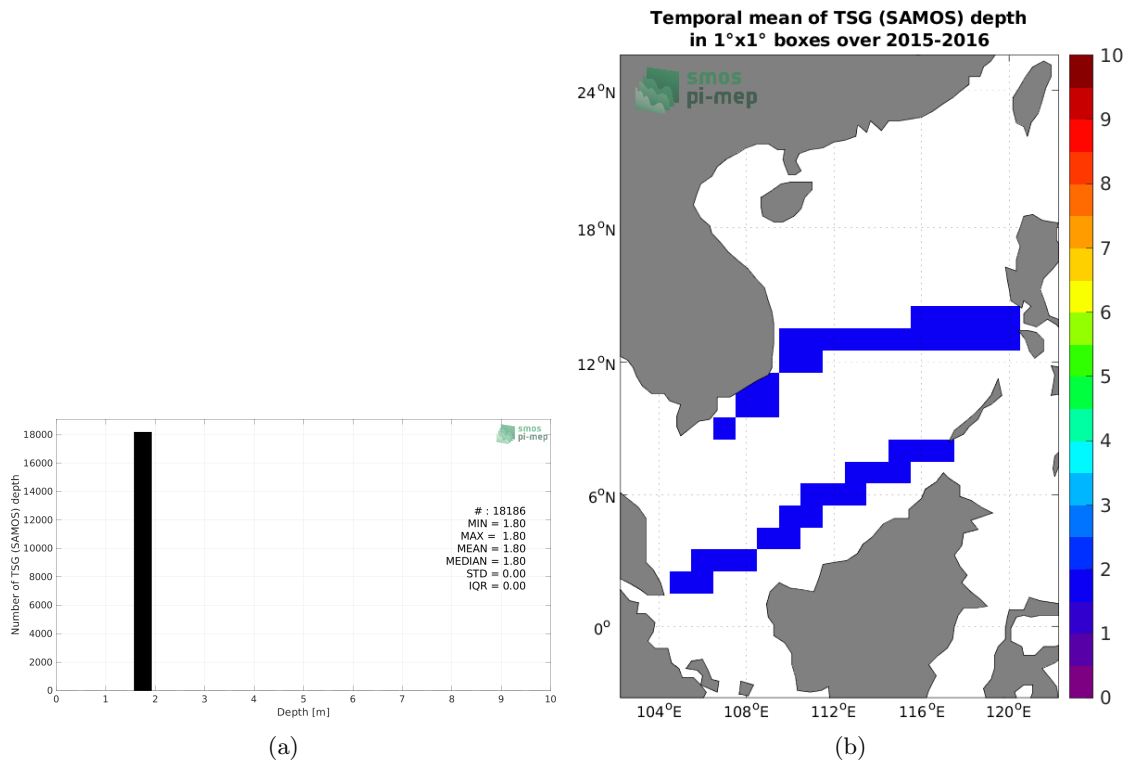 Temporal mean of TSG (SAMOS) depth
in 1°x1° boxes over 2015-2016
smos
pi-mep
24°N
18°N
12°N
6°N
0°
104°E
108°E
112°E
116°E
120°E
10
9
8
7
6
5
4
3
2
1
0
(b)
18000
16000
14000
12000
10000
8000
6000
4000
2000
0
Number of TSG (SAMOS) depth
smos
pi-mep
# : 18186
MIN = 1.80
MAX = 1.80
MEAN = 1.80
MEDIAN = 1.80
STD = 0.00
IQR = 0.00
0 1 2 3 4 5 6 7 8 9 10
Depth [m]
(a)